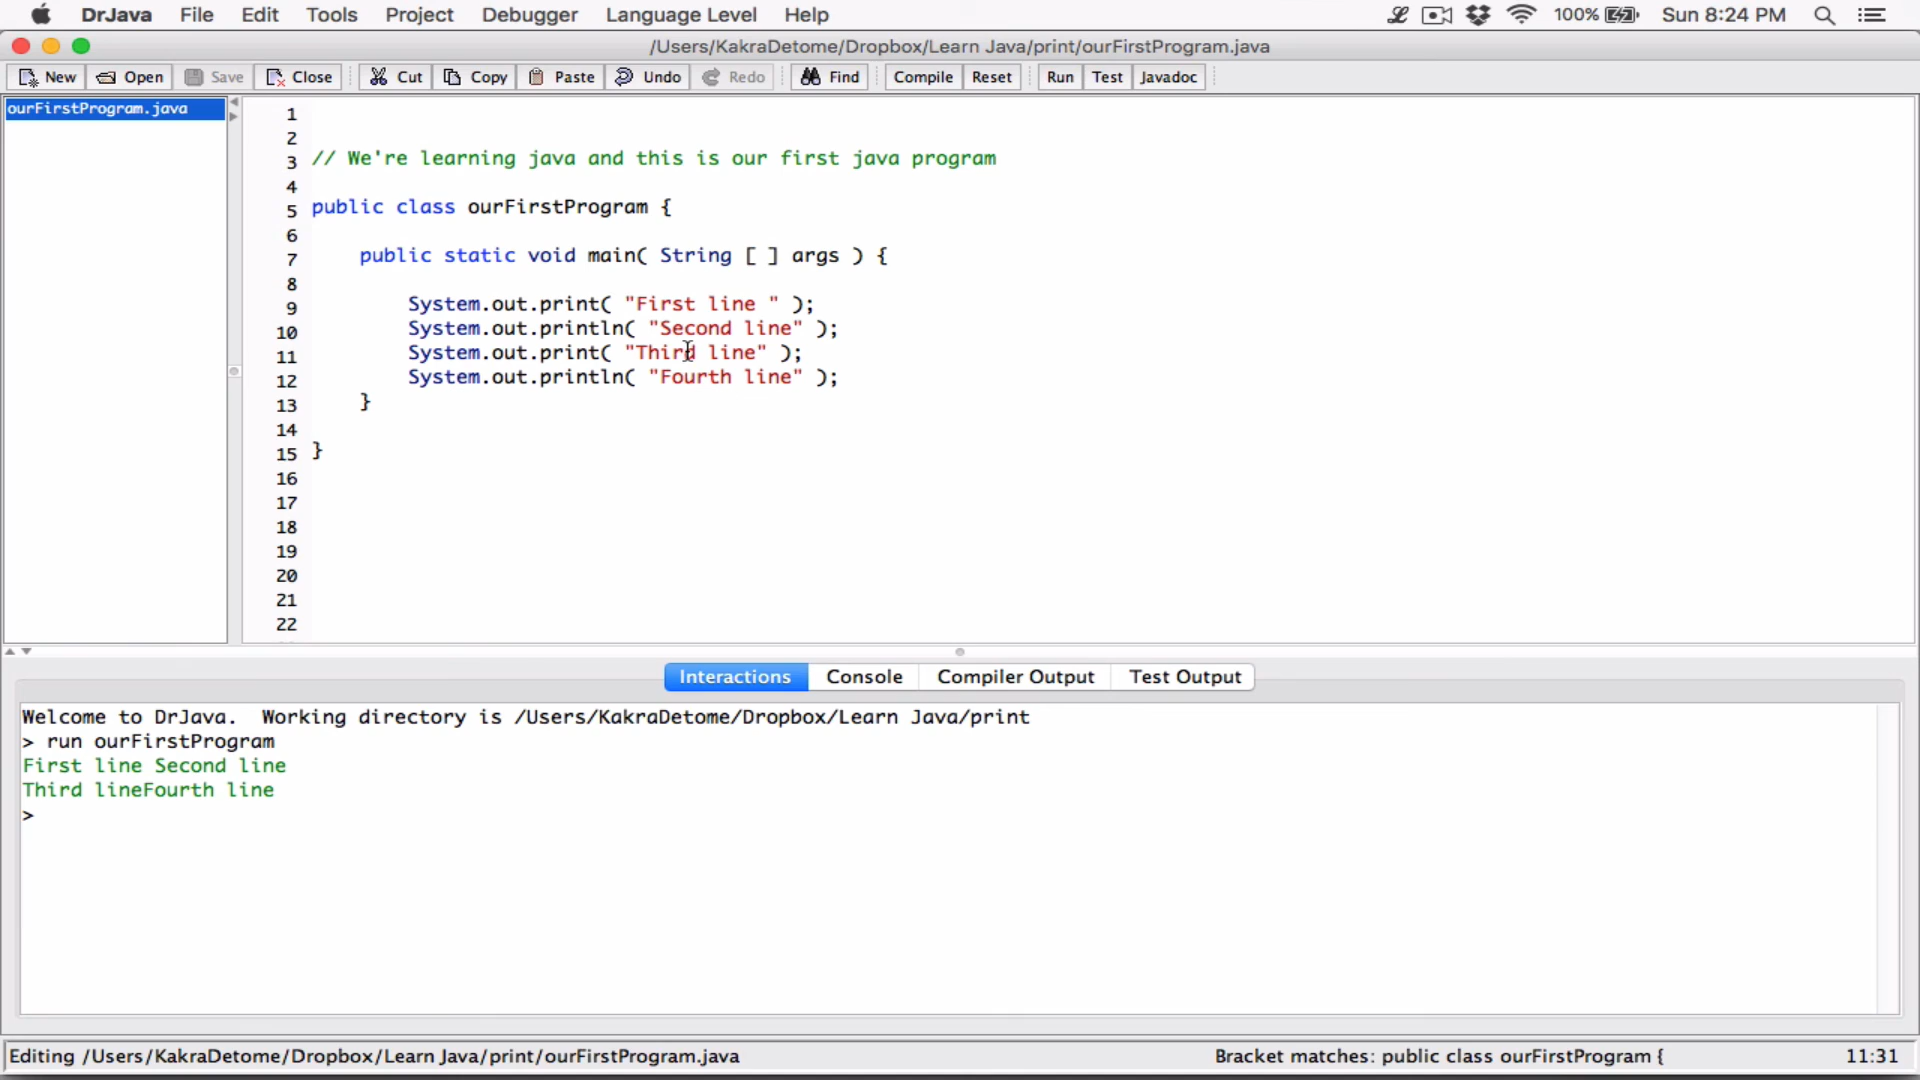 DrJava File Edit Tools Project Debugger Language Level Help 100% Sun 8:24 PM
/Users/KakraDetome/Dropbox/Learn Java/print/ourFirstProgram.java
New Open Save Close Cut Copy Paste Undo Redo Find Compile Reset Run Test Javadoc
ourFirstProgram.java
1
2
3 // We're learning java and this is our first java program
4
5 public class ourFirstProgram {
6
7 public static void main( String [ ] args ) {
8
9 System.out.print( "First line " );
10 System.out.println( "Second line" );
11 System.out.print( "Third line" );
12 System.out.println( "Fourth line" );
13 }
14
15 }
16
17
18
19
20
21
22
Interactions Console Compiler Output Test Output
Welcome to DrJava. Working directory is /Users/KakraDetome/Dropbox/Learn Java/print
> run ourFirstProgram
First line Second line
Third lineFourth line
>
Editing /Users/KakraDetome/Dropbox/Learn Java/print/ourFirstProgram.java Bracket matches: public class ourFirstProgram { 11:31